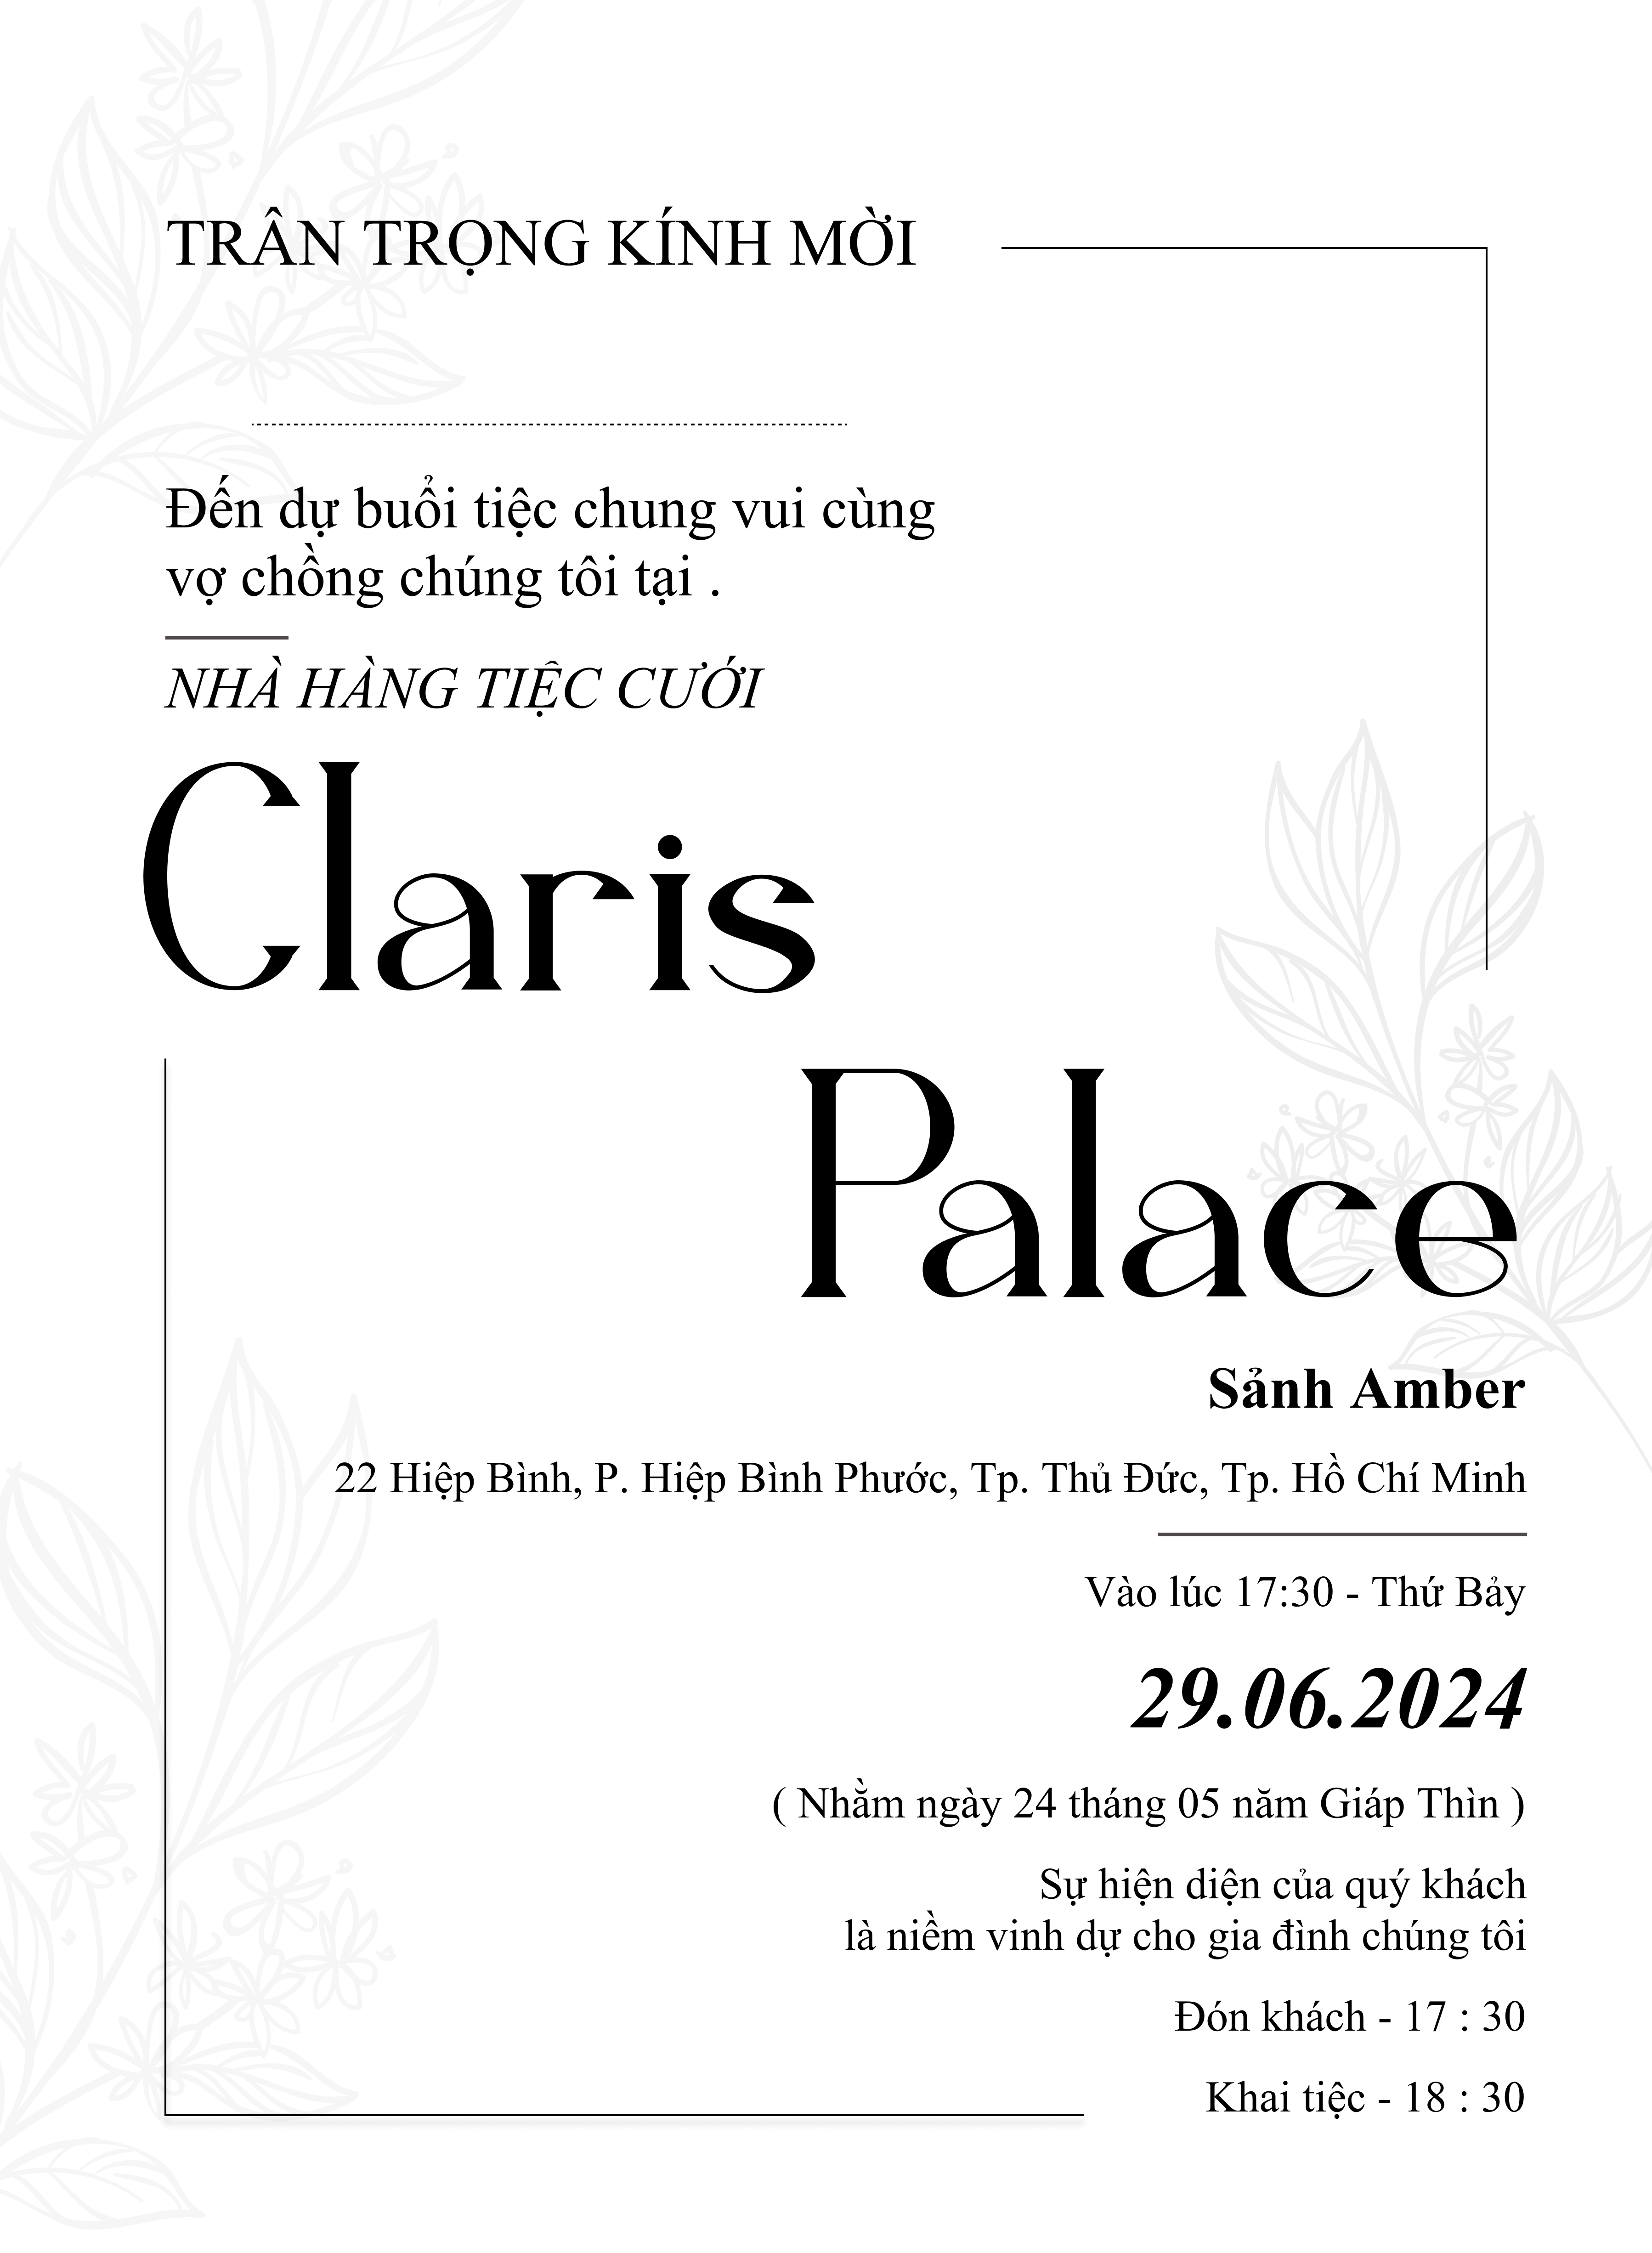 TRÂN TRỌNG KÍNH MỜI
Đến dự buổi tiệc chung vui cùng
vợ chồng chúng tôi tại .
NHÀ HÀNG TIỆC CƯỚI
Claris
Palace
Sảnh Amber
22 Hiệp Bình, P. Hiệp Bình Phước, Tp. Thủ Đức, Tp. Hồ Chí Minh
Vào lúc 17:30 - Thứ Bảy
29.06.2024
( Nhằm ngày 24 tháng 05 năm Giáp Thìn )
Sự hiện diện của quý khách
là niềm vinh dự cho gia đình chúng tôi
Đón khách - 17 : 30
Khai tiệc - 18 : 30